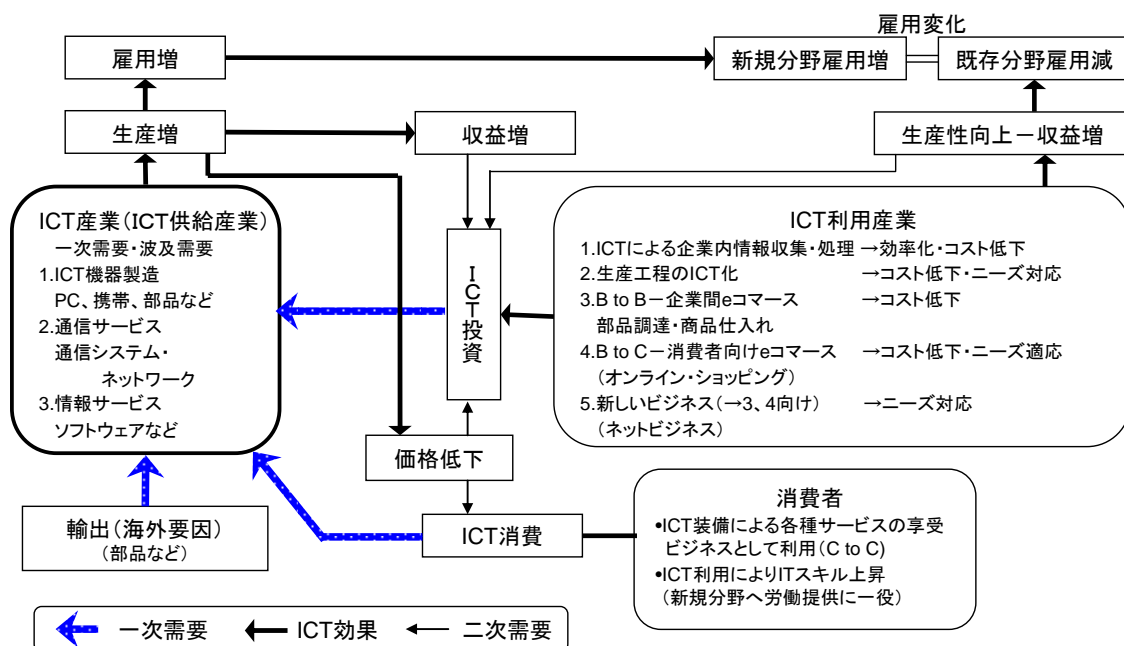 雇用変化
雇用増
新規分野雇用増
既存分野雇用減
生産増
収益増
生産性向上－収益増
ICT産業（ICT供給産業）
一次需要・波及需要
1.ICT機器製造
PC、携帯、部品など
2.通信サービス
通信システム・
ネットワーク
3.情報サービス
ソフトウェアなど
ICT投資
ICT利用産業
1.ICTによる企業内情報収集・処理 →効率化・コスト低下
2.生産工程のICT化 →コスト低下・ニーズ対応
3.B to B－企業間eコマース →コスト低下
部品調達・商品仕入れ
4.B to C－消費者向けeコマース →コスト低下・ニーズ適応
（オンライン・ショッピング）
5.新しいビジネス（→3、4向け） →ニーズ対応
（ネットビジネス）
価格低下
輸出（海外要因）
（部品など）
ICT消費
消費者
•ICT装備による各種サービスの享受
ビジネスとして利用（C to C）
•ICT利用によりITスキル上昇
（新規分野へ労働提供に一役）
一次需要 ICT効果 二次需要